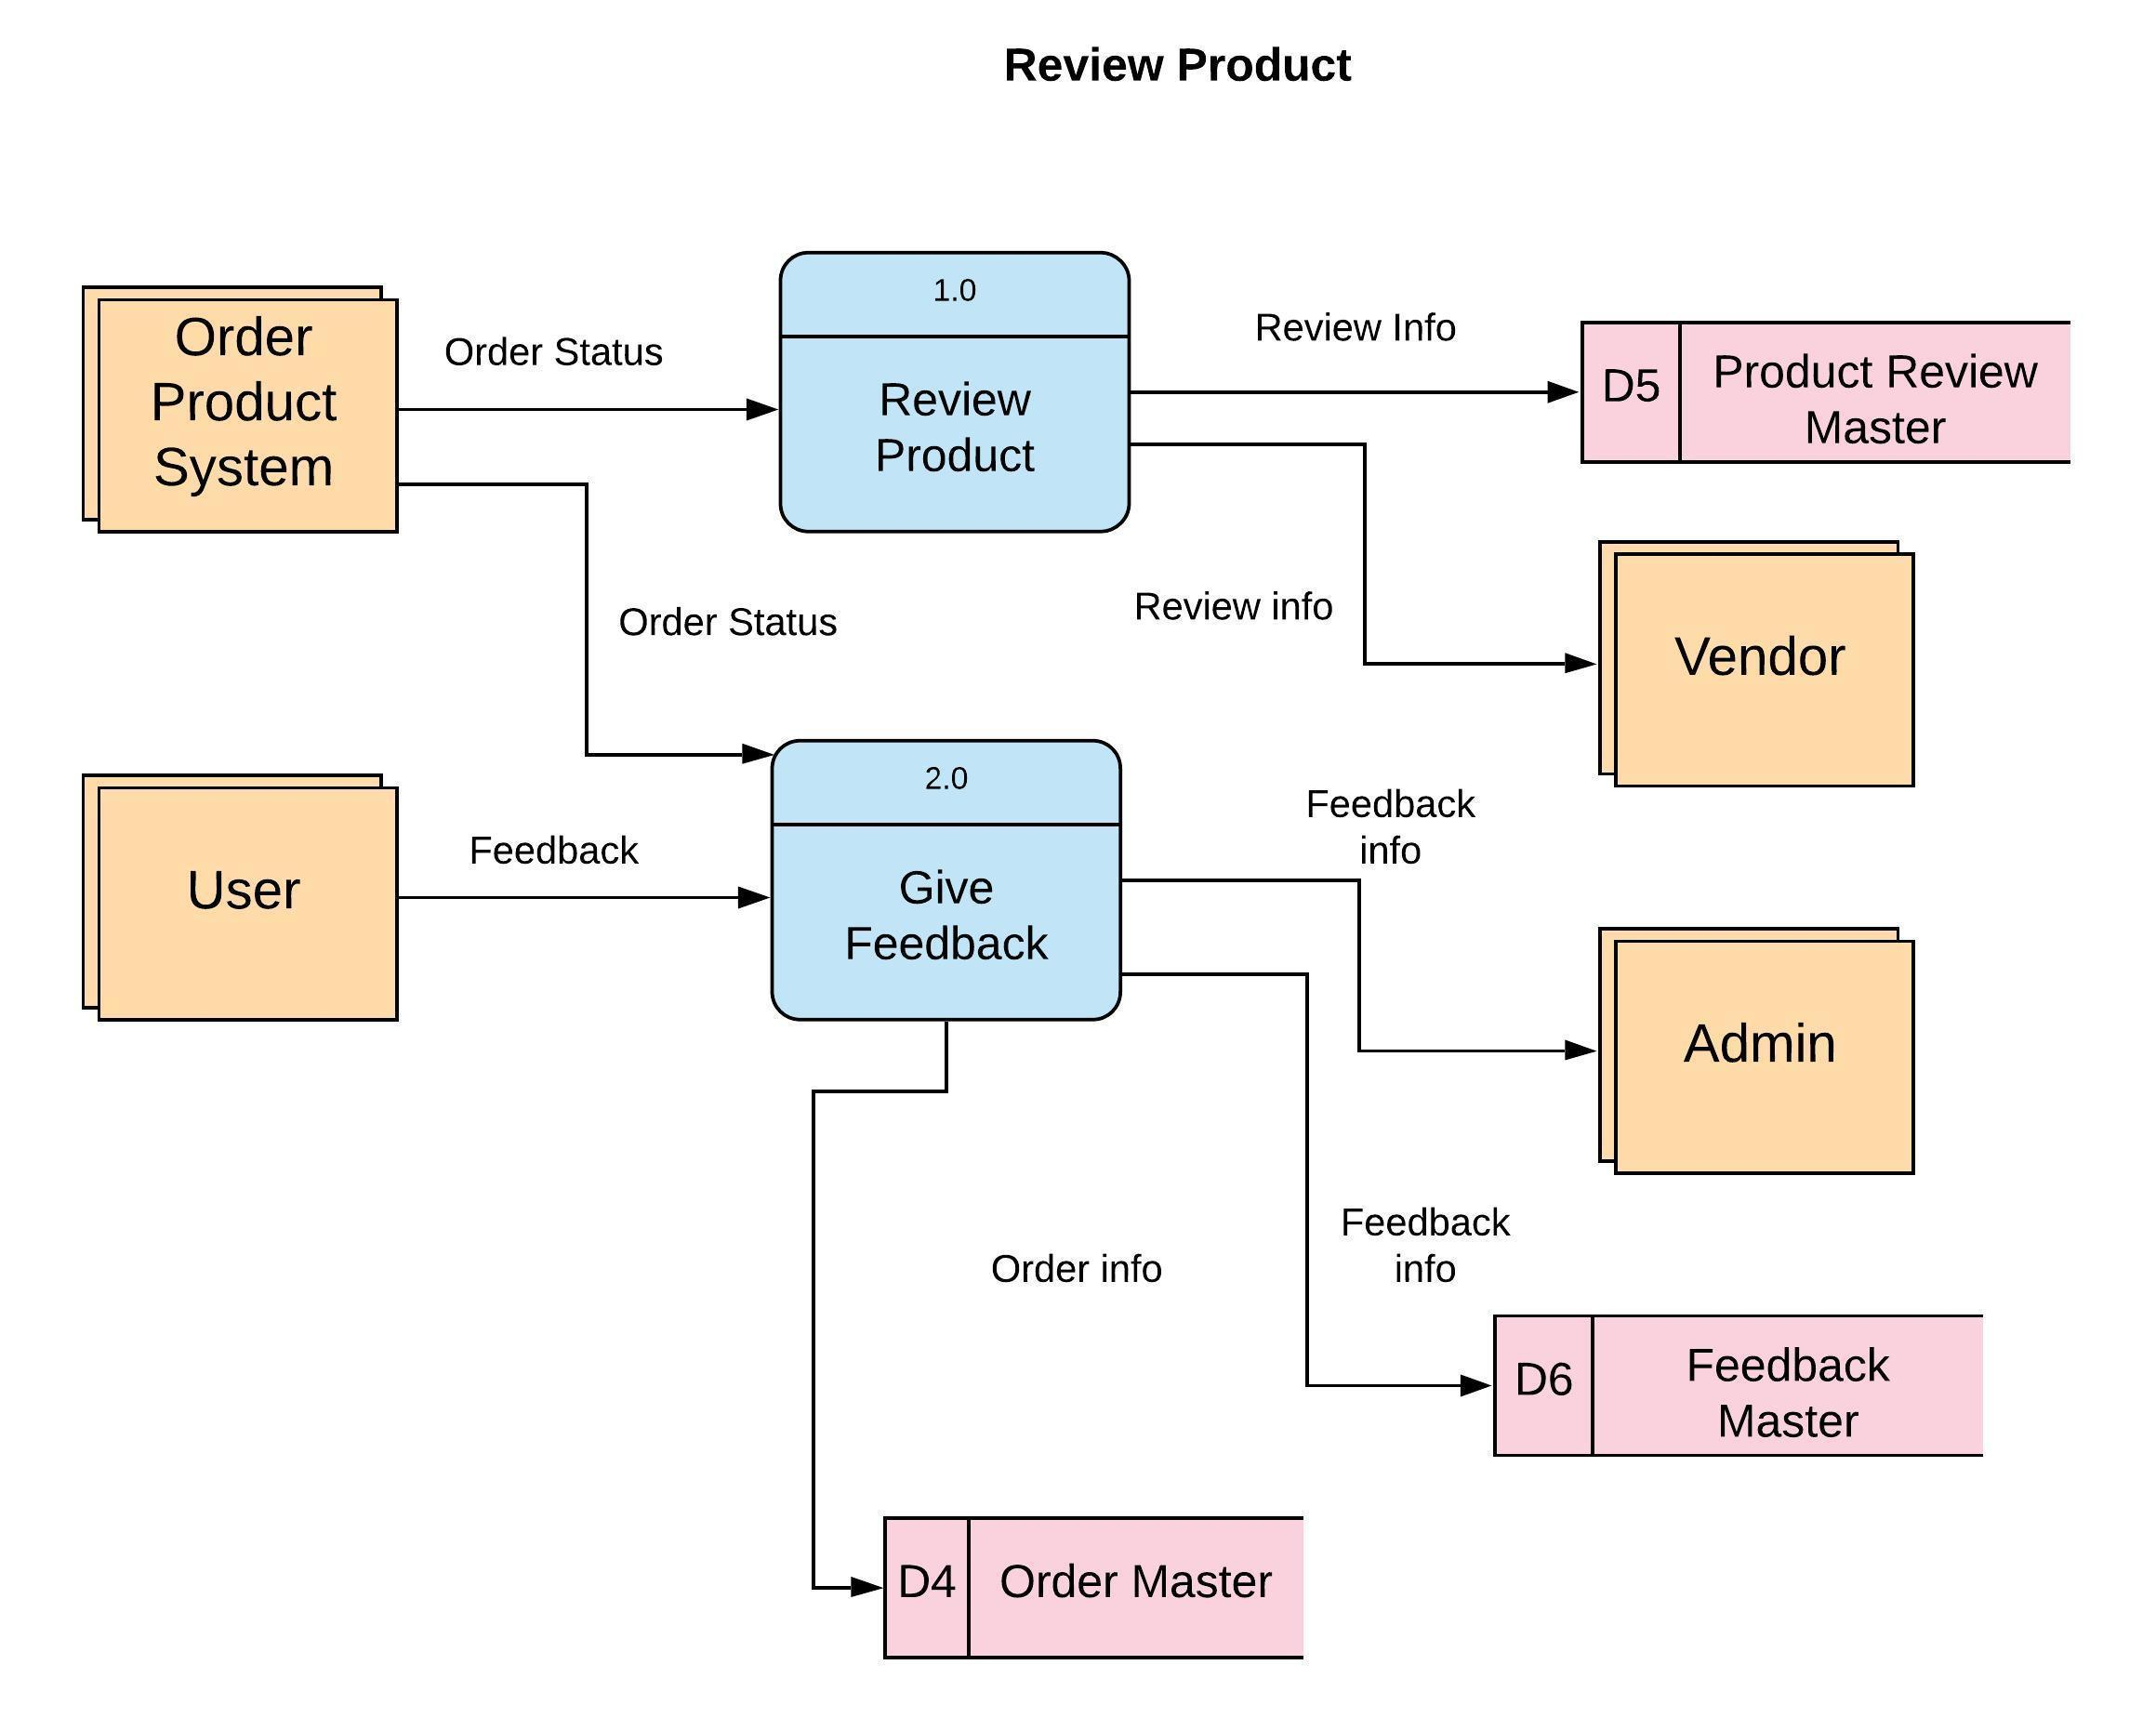 Review Product
Order
Product
System
Order Status
1.0
Review
Product
Review Info
D5
Product Review
Master
Review info
Vendor
Order Status
User
Feedback
2.0
Give
Feedback
Feedback
info
Admin
Order info
Feedback
info
D6
Feedback
Master
D4
Order Master